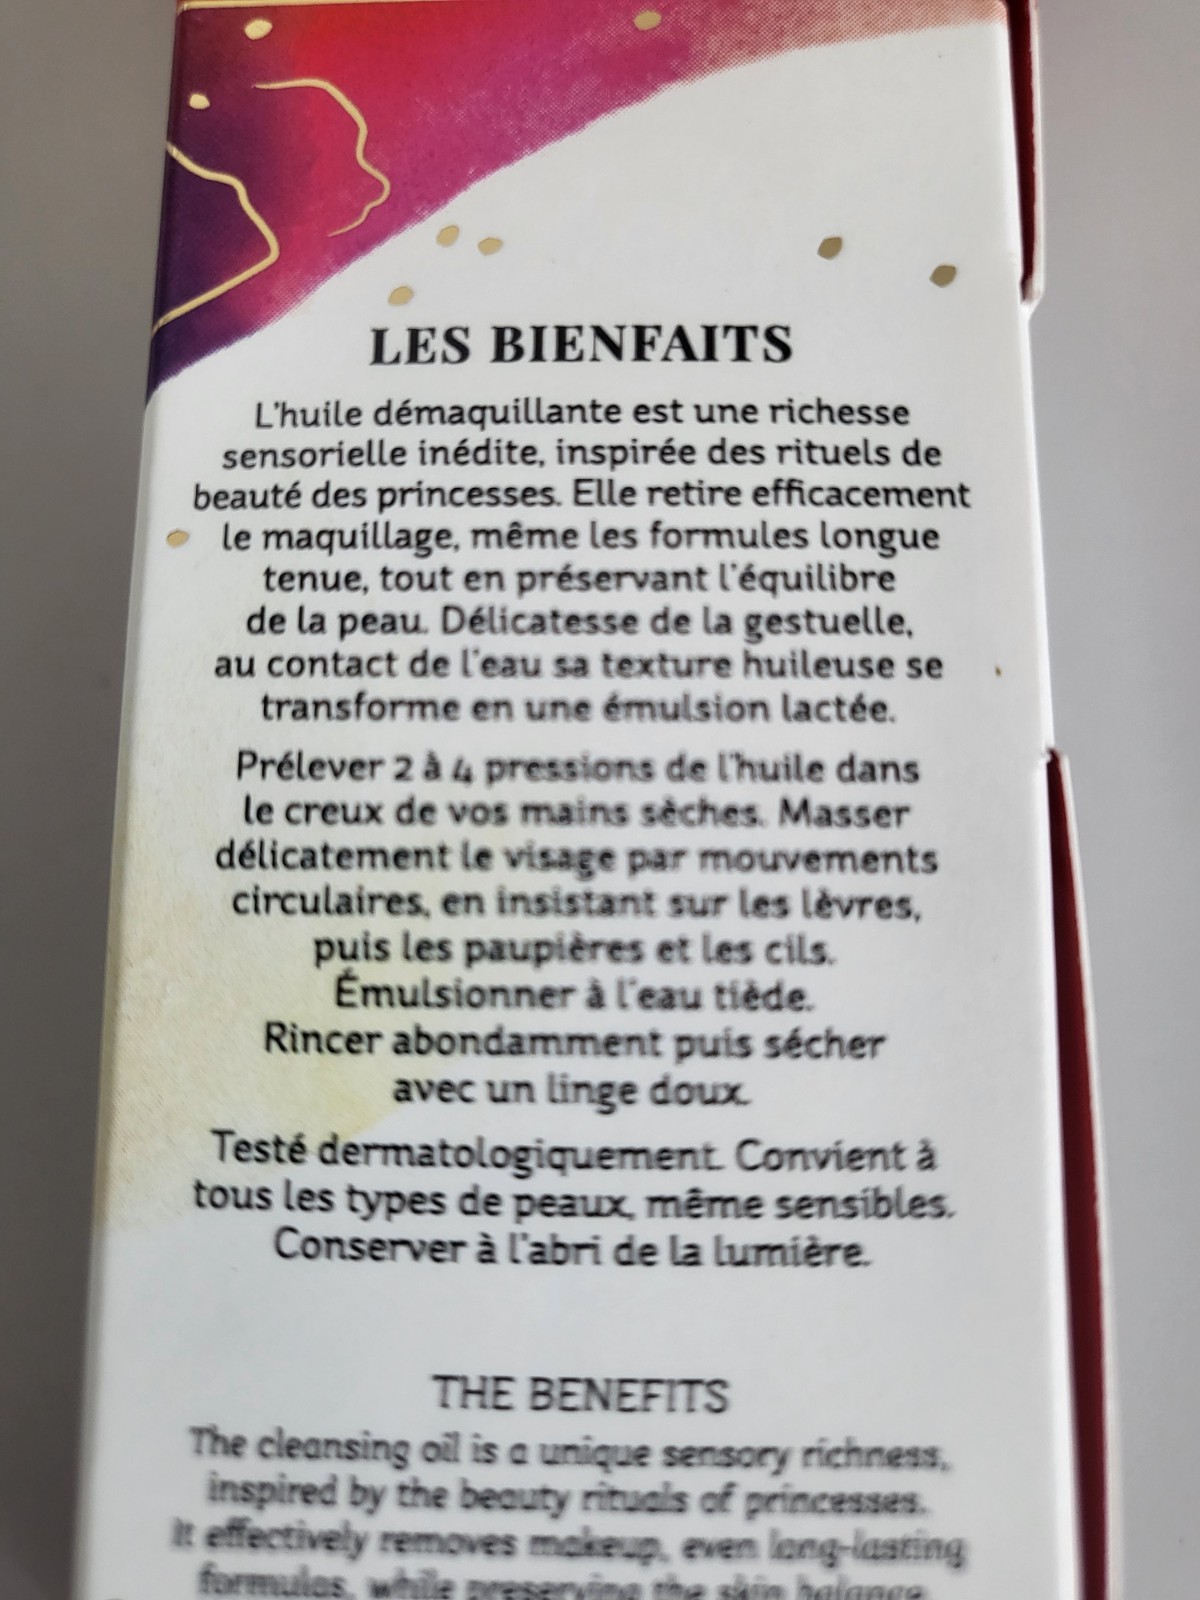 LES BIENFAITS
L'huile démaquillante est une richesse
sensorielle inédite, inspirée des rituels de
beauté des princesses. Elle retire efficacement
le maquillage, même les formules longue
tenue, tout en préservant l'équilibre
de la peau. Délicatesse de la gestuelle,
au contact de l'eau sa texture huileuse se
transforme en une émulsion lactée.
Prélever 2 à 4 pressions de l'huile dans
le creux de vos mains sèches. Masser
délicatement le visage par mouvements
circulaires, en insistant sur les lèvres,
puis les paupières et les cils.
Émulsionner à l'eau tiède.
Rincer abondamment puis sécher
avec un linge doux.
Testé dermatologiquement. Convient à
tous les types de peaux, même sensibles.
Conserver à l'abri de la lumière.
THE BENEFITS
The cleansing oil is a unique sensory richness,
inspired by the beauty rituals of princesses.
It effectively removes makeup, even long-lasting
formulas, while preserving the skin balance.